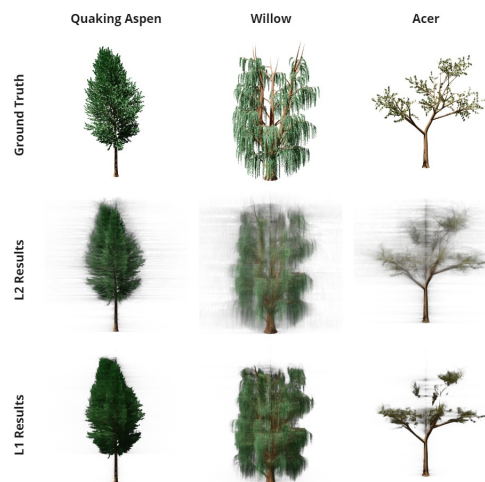 Quaking Aspen
Willow
Acer
Ground Truth
L2 Results
L1 Results